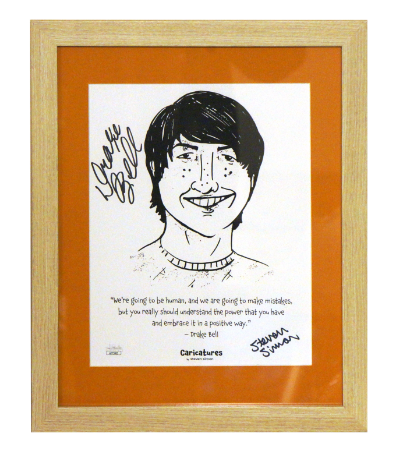 Drake
Bell
"We're going to be human, and we are going to make mistakes,
but you really should understand the power that you have
and embrace it in a positive way."
- Drake Bell
Caricatures
by Steven Simon
Steven
Simon